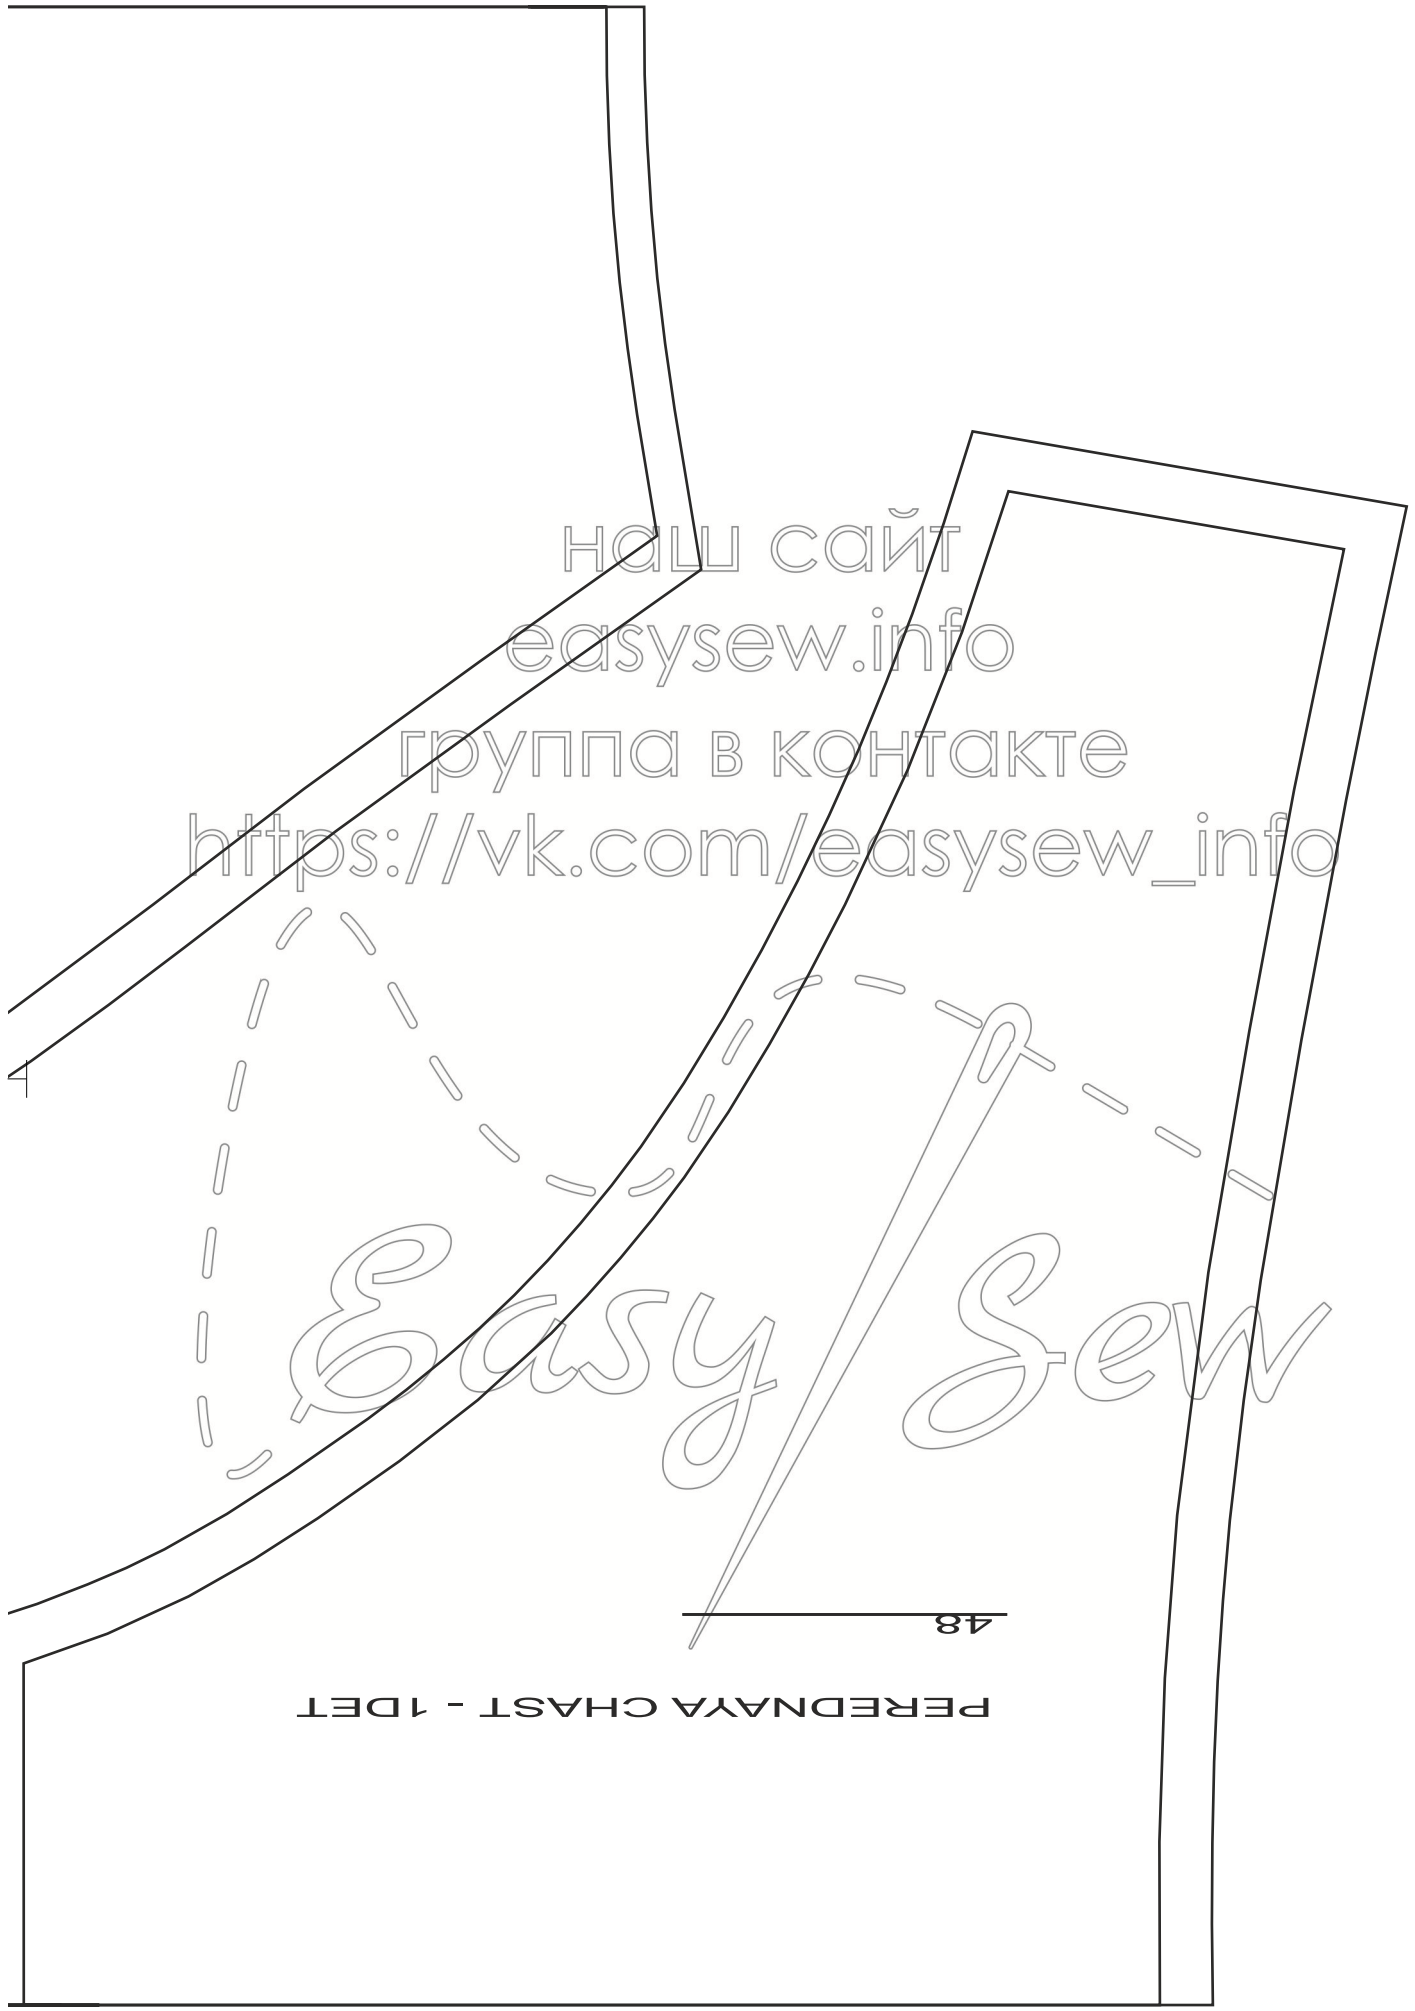 наш сайт
easysew.info
группа в контакте
https://vk.com/easysew_info
Easy Sew
48
PEREDNAYA CHAST - 1DET